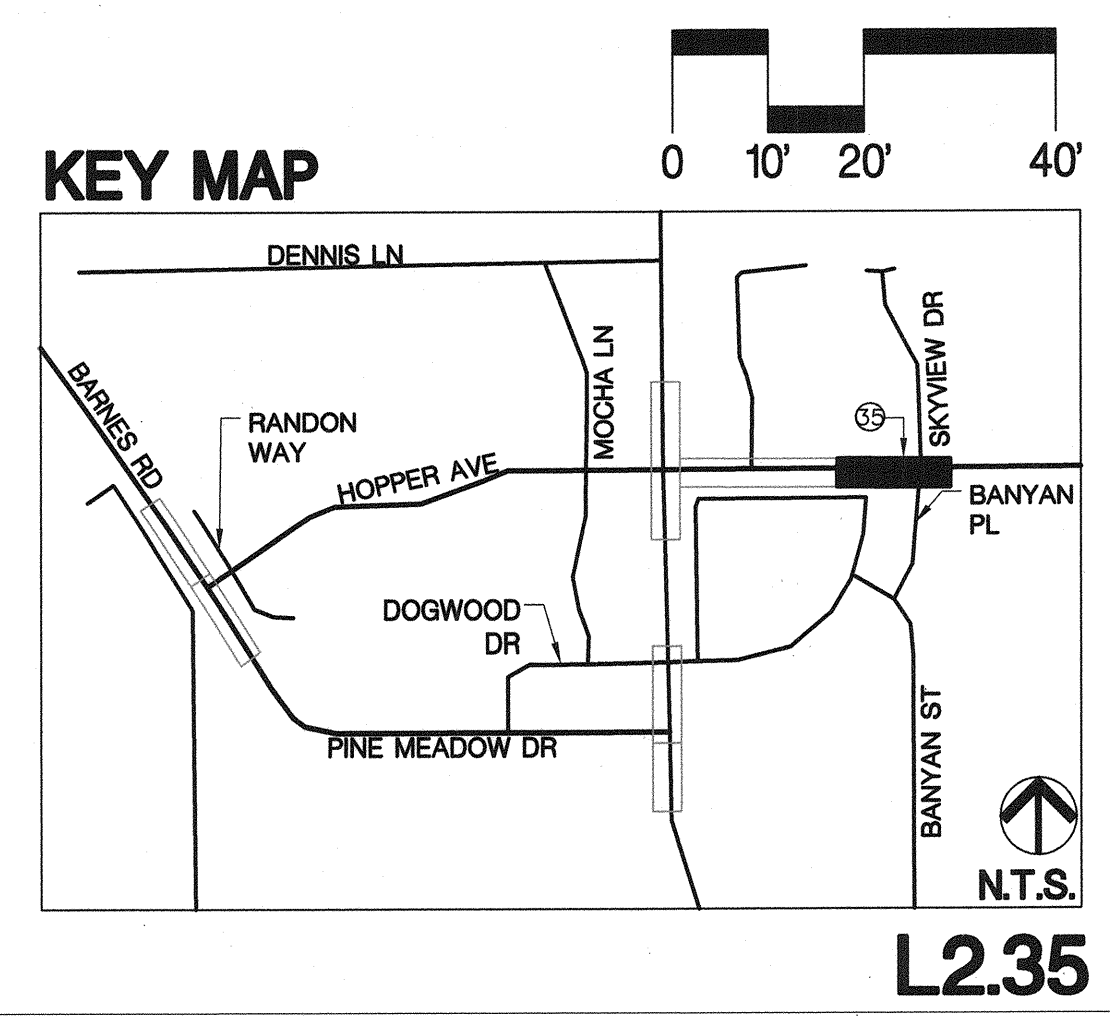 0 10' 20' 40'
KEY MAP
DENNIS LN
BARNES RD
RANDON
WAY
HOPPER AVE
MOCHA LN
35
SKYVIEW DR
BANYAN
PL
DOGWOOD
DR
PINE MEADOW DR
BANYAN ST
N.T.S.
L2.35